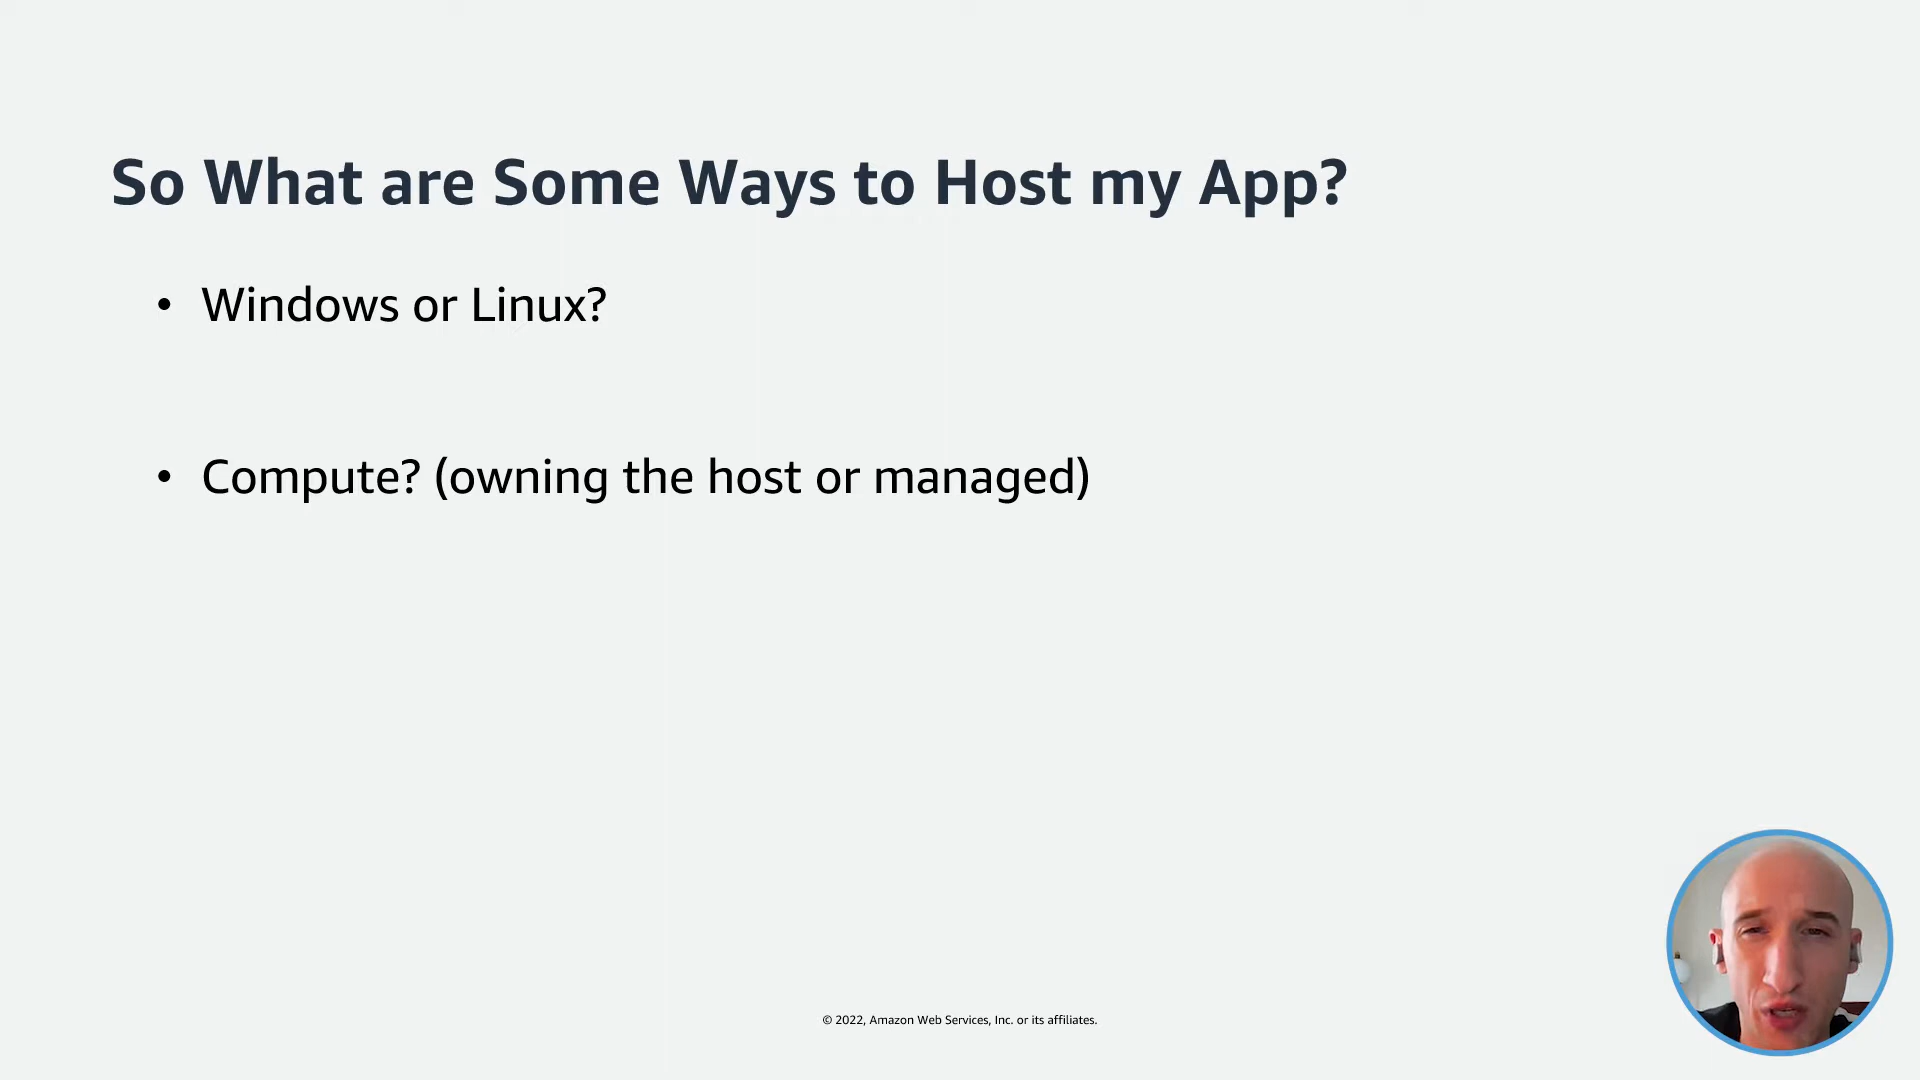 So What are Some Ways to Host my App?
• Windows or Linux?
• Compute? (owning the host or managed)
© 2022, Amazon Web Services, Inc. or its affiliates.